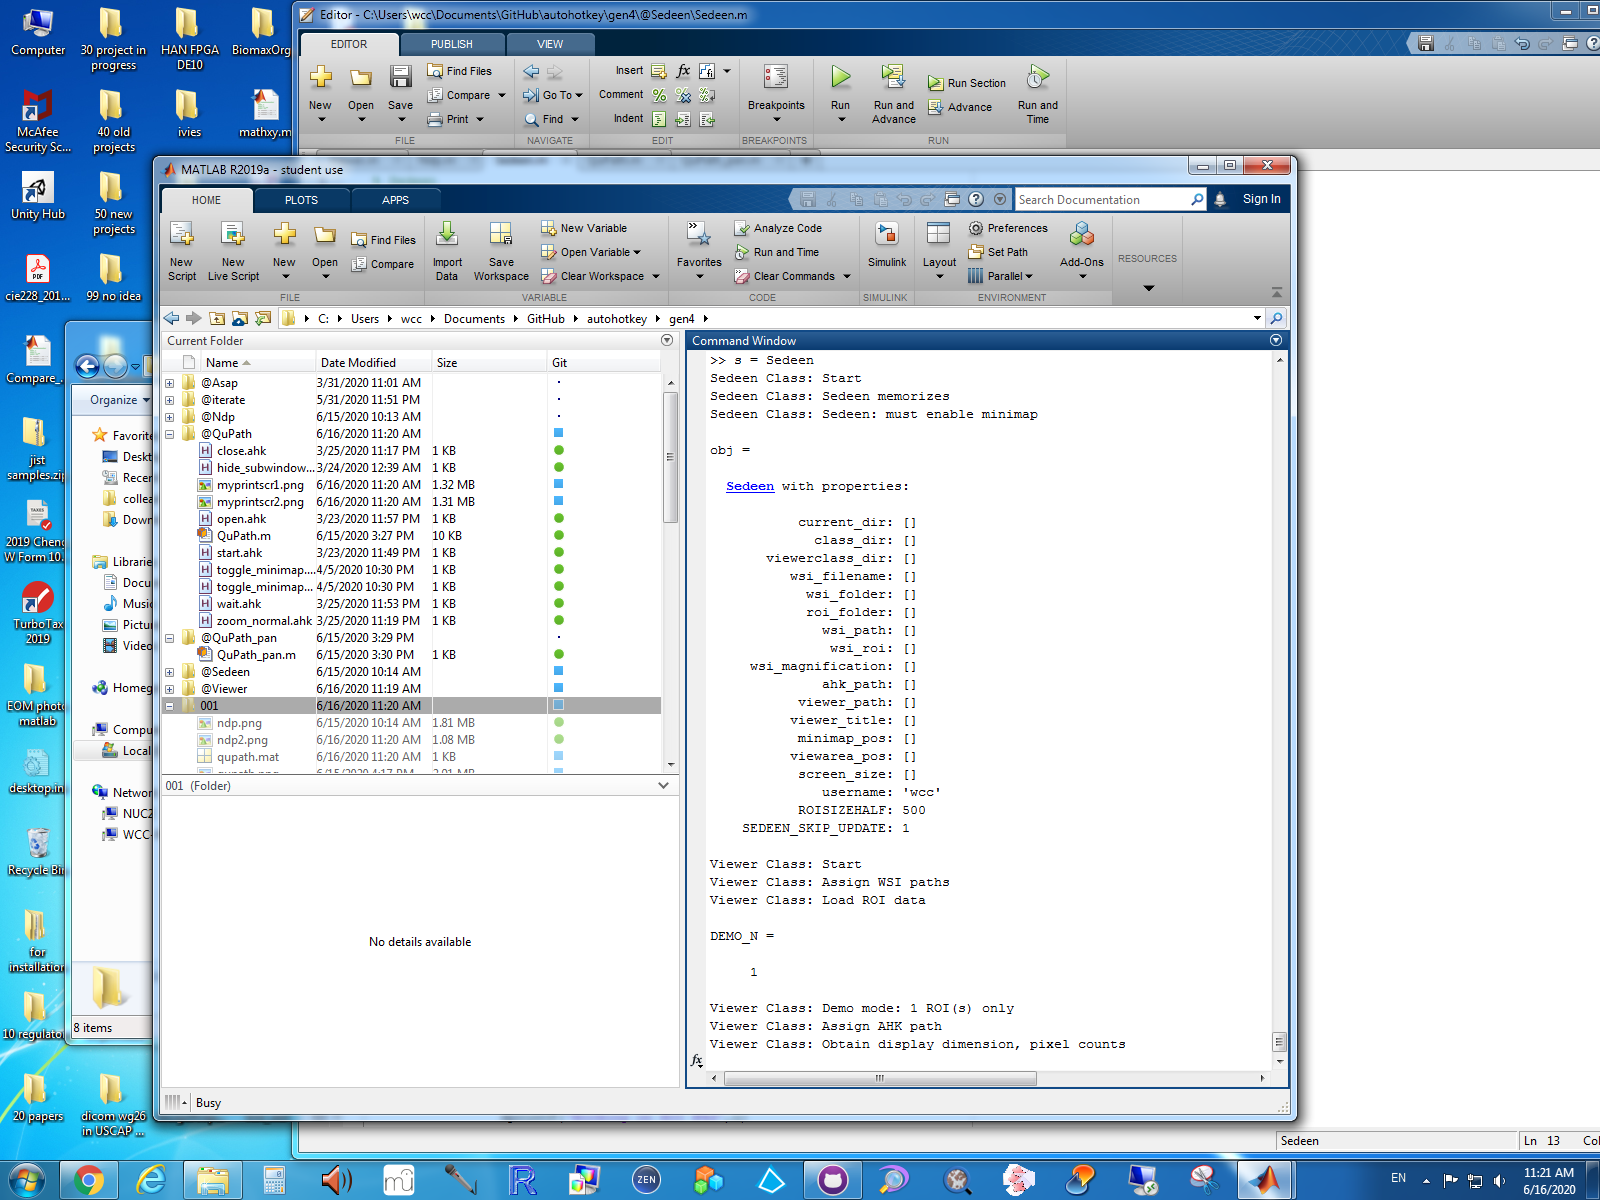 Computer
30 project in
progress
HAN FPGA
DE10
BiomaxOrg
McAfee
Security Sc...
40 old
projects
ivies
mathxy.m
Unity Hub
50 new
projects
cie228_201...
99 no idea
Compare_
jist
samples.zip
2019 Chen
W Form 10.
TurboTax
2019
EOM phot
matlab
desktop.in
Recycle Bin
for
installation
10 regulator
20 papers
dicom wg26
in USCAP ...
Editor - C:\Users\wcc\Documents\GitHub\autohotkey\gen4\@Sedeen\Sedeen.m
EDITOR PUBLISH VIEW
New Open Save
Find Files
Compare
Print
Go To
Find
Insert
Comment
Indent
Breakpoints
Run
Run and
Advance
Run Section
Advance
Run and
Time
FILE NAVIGATE EDIT BREAKPOINTS RUN
Organize
Favorite
Deskt
Recen
collea
Down
Librarie
Docu
Music
Pictur
Video
Homeg
Compu
Local
Networ
NUC2
WCC-
8 items
MATLAB R2019a - student use
HOME PLOTS APPS
Search Documentation
Sign In
New
Script
New
Live Script
New
Open
Find Files
Compare
Import
Data
Save
Workspace
New Variable
Open Variable
Clear Workspace
Favorites
Analyze Code
Run and Time
Clear Commands
Simulink
Layout
Preferences
Set Path
Parallel
Add-Ons
RESOURCES
FILE VARIABLE CODE SIMULINK ENVIRONMENT
C: Users wcc Documents GitHub autohotkey gen4
Current Folder
Name Date Modified Size Git
@Asap 3/31/2020 11:01 AM
@iterate 5/31/2020 11:51 PM
@Ndp 6/15/2020 10:13 AM
@QuPath 6/16/2020 11:20 AM
close.ahk 3/25/2020 11:17 PM 1 KB
hide_subwindow... 3/24/2020 12:39 AM 1 KB
myprintscr1.png 6/16/2020 11:20 AM 1.32 MB
myprintscr2.png 6/16/2020 11:20 AM 1.31 MB
open.ahk 3/23/2020 11:57 PM 1 KB
QuPath.m 6/15/2020 3:27 PM 10 KB
start.ahk 3/23/2020 11:49 PM 1 KB
toggle_minimap.... 4/5/2020 10:30 PM 1 KB
toggle_minimap... 4/5/2020 10:30 PM 1 KB
wait.ahk 3/25/2020 11:53 PM 1 KB
zoom_normal.ahk 3/25/2020 11:19 PM 1 KB
@QuPath_pan 6/15/2020 3:29 PM
QuPath_pan.m 6/15/2020 3:30 PM 1 KB
@Sedeen 6/15/2020 10:14 AM
@Viewer 6/16/2020 11:19 AM
001 6/16/2020 11:20 AM
ndp.png 6/15/2020 10:14 AM 1.81 MB
ndp2.png 6/16/2020 11:20 AM 1.08 MB
qupath.mat 6/16/2020 11:20 AM 1 KB
001 (Folder)
No details available
Busy
Command Window
>> s = Sedeen
Sedeen Class: Start
Sedeen Class: Sedeen memorizes
Sedeen Class: Sedeen: must enable minimap
obj =
Sedeen with properties:
current_dir: []
class_dir: []
viewerclass_dir: []
wsi_filename: []
wsi_folder: []
roi_folder: []
wsi_path: []
wsi_roi: []
wsi_magnification: []
ahk_path: []
viewer_path: []
viewer_title: []
minimap_pos: []
viewarea_pos: []
screen_size: []
username: 'wcc'
ROISIZEHALF: 500
SEDEEN_SKIP_UPDATE: 1
Viewer Class: Start
Viewer Class: Assign WSI paths
Viewer Class: Load ROI data
DEMO_N =
1
Viewer Class: Demo mode: 1 ROI(s) only
Viewer Class: Assign AHK path
Viewer Class: Obtain display dimension, pixel counts
fx
Sedeen Ln 13 Col
ZEN
EN
11:21 AM
6/16/2020